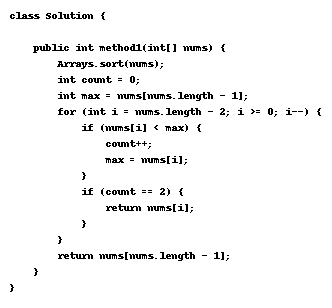 class Solution {
public int method1(int[] nums) {
Arrays.sort(nums);
int count = 0;
int max = nums[nums.length - 1];
for (int i = nums.length - 2; i >= 0; i--) {
if (nums[i] < max) {
count++;
max = nums[i];
}
if (count == 2) {
return nums[i];
}
}
return nums[nums.length - 1];
}
}